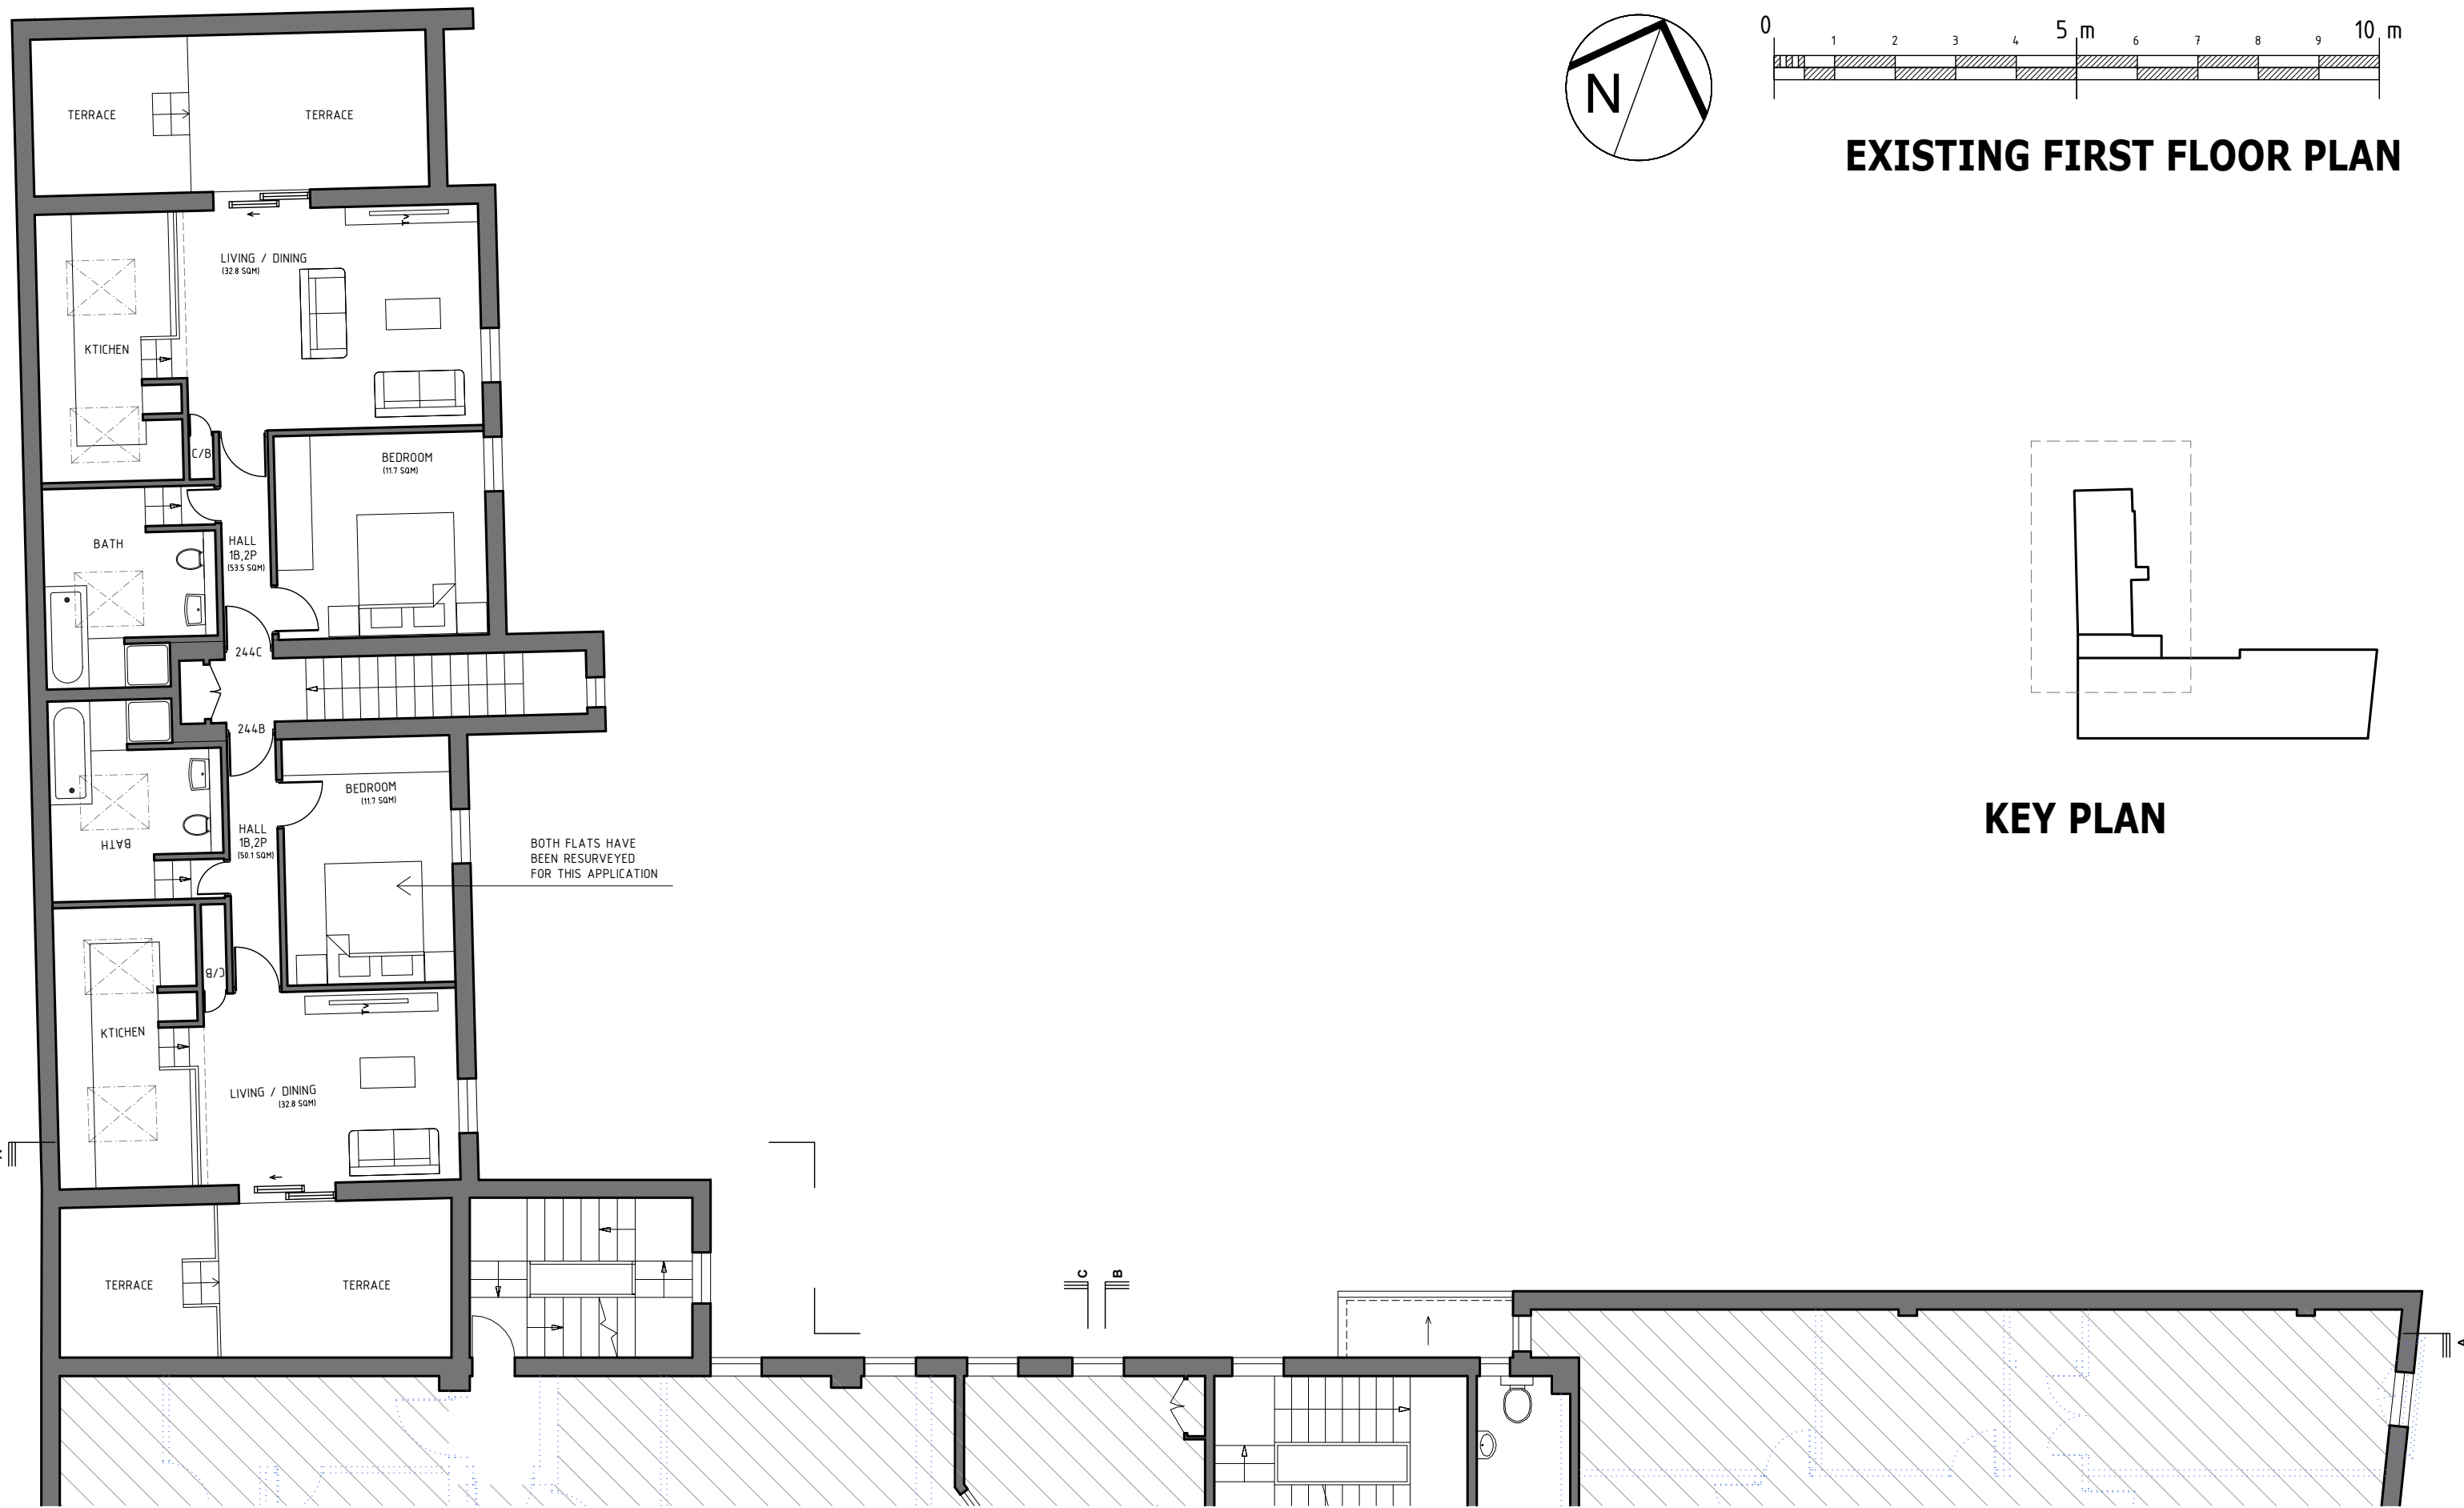 0
1
2
3
4
5 m
6
7
8
9
10 m
N
EXISTING FIRST FLOOR PLAN
TERRACE
TERRACE
TV
LIVING / DINING
(32.8 SQM)
KTICHEN
C/B
BEDROOM
(11.7 SQM)
BATH
HALL
1B,2P
(53.5 SQM)
244C
244B
BEDROOM
(11.7 SQM)
HALL
1B,2P
(50.1 SQM)
BATH
BOTH FLATS HAVE
BEEN RESURVEYED
FOR THIS APPLICATION
KEY PLAN
C/B
TV
KTICHEN
LIVING / DINING
(32.8 SQM)
TERRACE
TERRACE
C
B
A